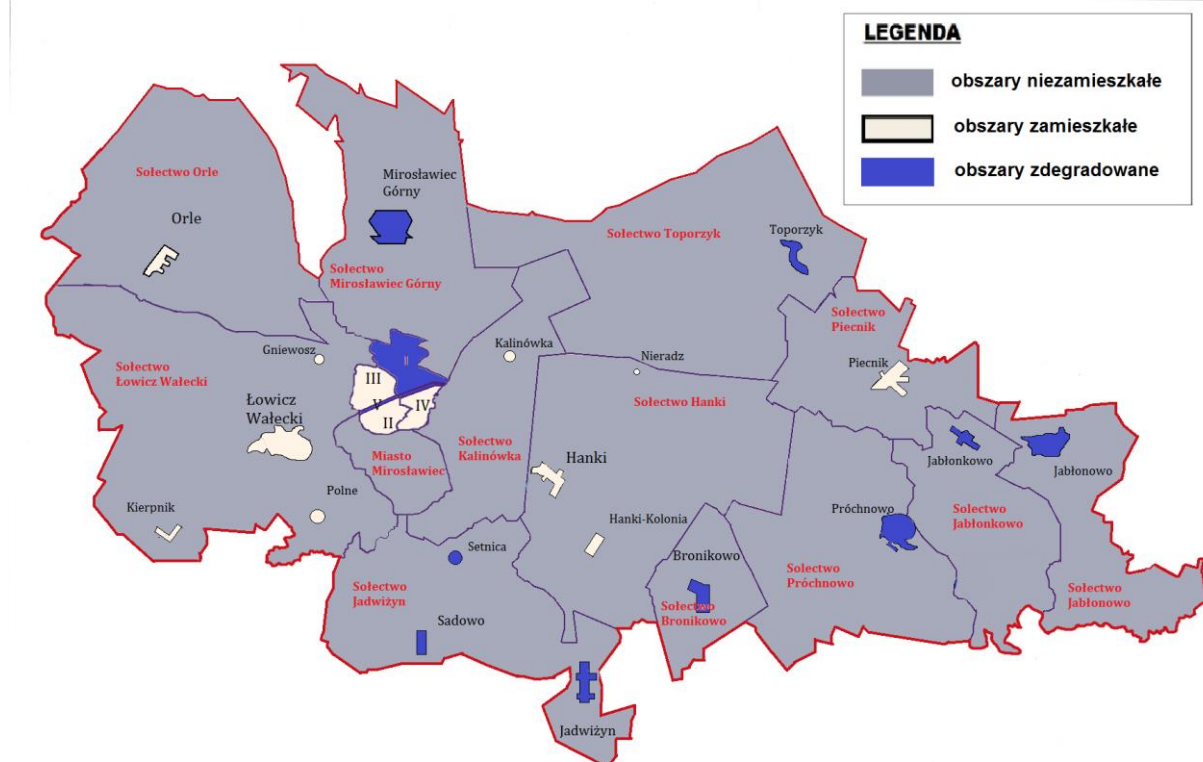 LEGENDA
obszary niezamieszkałe
obszary zamieszkałe
obszary zdegradowane
Mirosławiec
Górny
Sołectwo Orle
Orle
Sołectwo Toporzyk
Toporzyk
Sołectwo
Mirosławiec Górny
Sołectwo
Piecnik
Kalinówka
Gniewosz
I
Nieradz
Piecnik
Sołectwo
Łowicz Wałecki
III
Łowicz
Wałecki
V
IV
II
Sołectwo Hanki
Sołectwo
Kalinówka
Miasto
Mirosławiec
Hanki
Jabłonkowo
Jabłonowo
Kierpnik
Polne
Hanki-Kolonia
Próchnowo
Sołectwo
Jabłonkowo
Setnica
Bronikowo
Sołectwo
Jadwiżyn
Sołectwo
Próchnowo
Sołectwo
Jabłonowo
Sołectwo
Bronikowo
Sadowo
Jadwiżyn